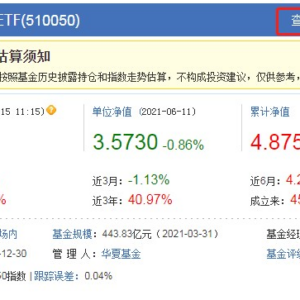 ETF(510050)
估算须知
按照基金历史披露持仓和指数走势估算，不构成投资建议，仅供参考，
15 11:15) 单位净值 (2021-06-11) 累计净值
3.5730 -0.86% 4.875
近3月：-1.13% 近6月：4.2
% 近3年：40.97% 成立来：45
场内 基金规模：443.83亿元 (2021-03-31) 基金经
-12-30 管 理 人：华夏基金 基金评级
50指数 | 跟踪误差：0.04%